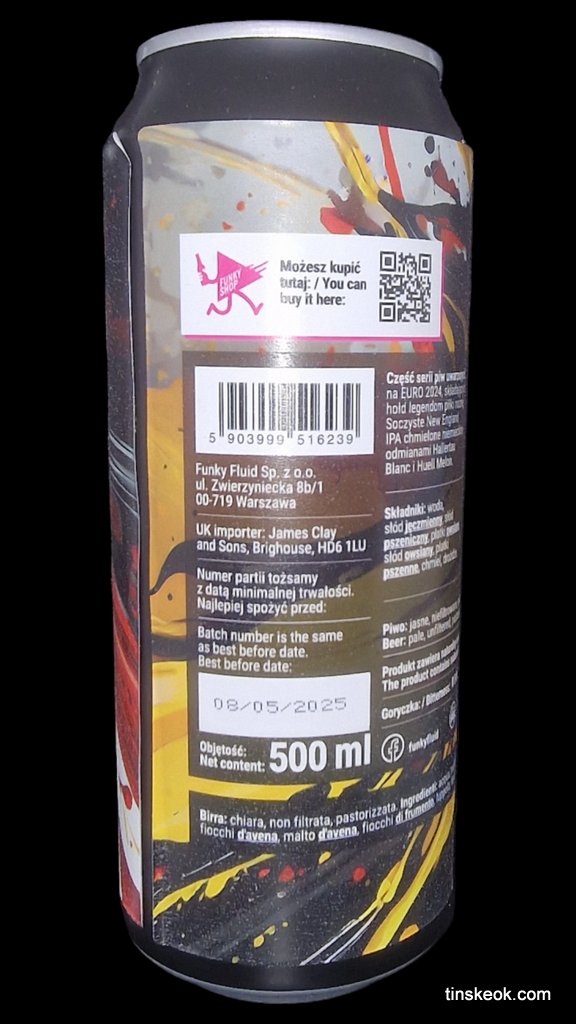 FUNKY
SHOP
Możesz kupić
tutaj: / You can
buy it here:
5 903999 516239
Funky Fluid Sp. z o.o.
ul. Zwierzyniecka 8b/1
00-719 Warszawa
UK importer: James Clay
and Sons, Brighouse, HD6 1LU
Numer partii tożsamy
z datą minimalnej trwałości.
Najlepiej spożyć przed:
Batch number is the same
as best before date.
Best before date:
08/05/2025
Objętość:
Net content: 500 ml
Część serii piw
na EURO 2024,
hołd legendom piłki
Soczyste New England
IPA chmielone
odmianami Hallertau
Blanc i Huell Melon.
Składniki: woda,
słód jęczmienny, słód
pszeniczny, płatki
słód owsiany, płatki
pszenne, chmiel, drożdże
Piwo: jasne,
Beer: pale, unfiltered,
Produkt zawiera
The product contains
Goryczka: / Bitterness:
funkyfluid
Birra: chiara, non filtrata, pastorizzata. Ingredienti:
fiocchi d'avena, malto d'avena, fiocchi di frumento,
tinskeok.com